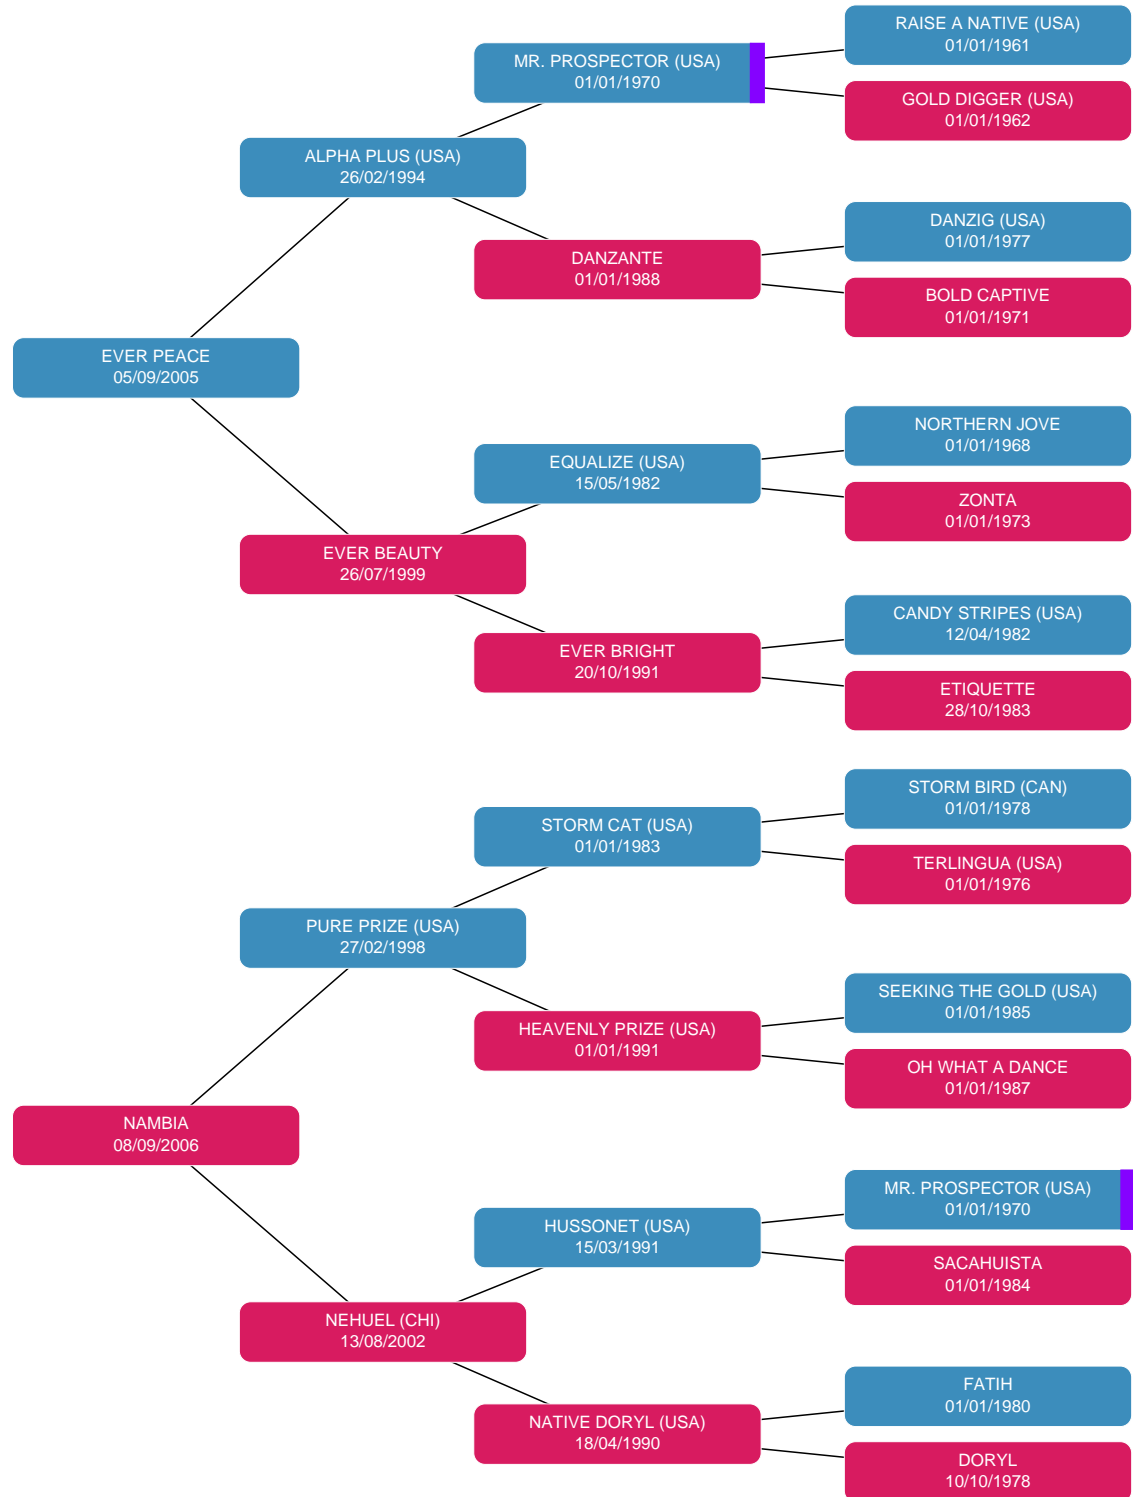 RAISE A NATIVE (USA)
01/01/1961
MR. PROSPECTOR (USA)
01/01/1970
GOLD DIGGER (USA)
01/01/1962
ALPHA PLUS (USA)
26/02/1994
DANZIG (USA)
01/01/1977
DANZANTE
01/01/1988
BOLD CAPTIVE
01/01/1971
EVER PEACE
05/09/2005
NORTHERN JOVE
01/01/1968
EQUALIZE (USA)
15/05/1982
ZONTA
01/01/1973
EVER BEAUTY
26/07/1999
CANDY STRIPES (USA)
12/04/1982
EVER BRIGHT
20/10/1991
ETIQUETTE
28/10/1983
STORM BIRD (CAN)
01/01/1978
STORM CAT (USA)
01/01/1983
TERLINGUA (USA)
01/01/1976
PURE PRIZE (USA)
27/02/1998
SEEKING THE GOLD (USA)
01/01/1985
HEAVENLY PRIZE (USA)
01/01/1991
OH WHAT A DANCE
01/01/1987
NAMBIA
08/09/2006
MR. PROSPECTOR (USA)
01/01/1970
HUSSONET (USA)
15/03/1991
SACAHUISTA
01/01/1984
NEHUEL (CHI)
13/08/2002
FATIH
01/01/1980
NATIVE DORYL (USA)
18/04/1990
DORYL
10/10/1978